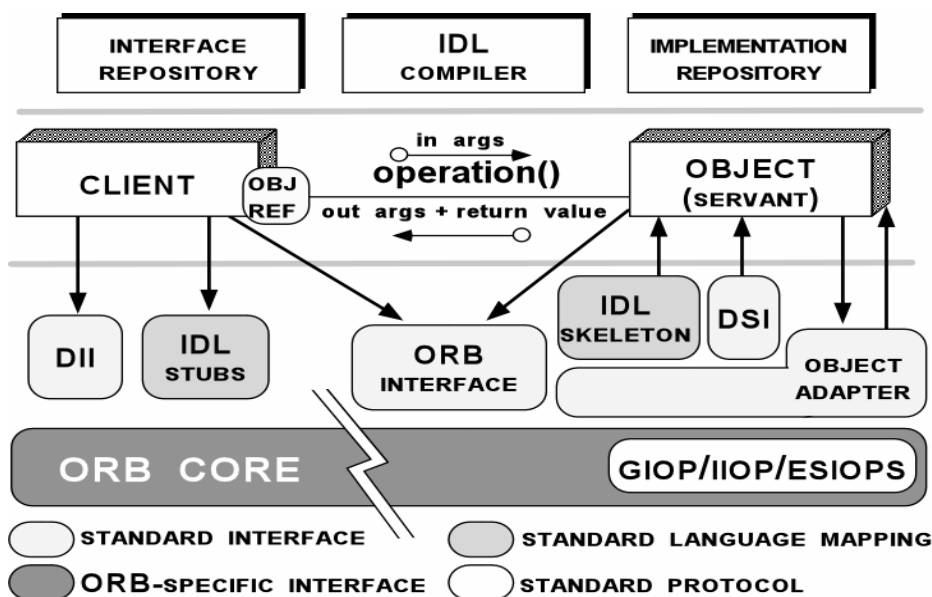 INTERFACE
REPOSITORY
IDL
COMPILER
IMPLEMENTATION
REPOSITORY
in args
operation()
out args + return value
CLIENT
OBJ
REF
OBJECT
(SERVANT)
DII
IDL
STUBS
ORB
INTERFACE
IDL
SKELETON
DSI
OBJECT
ADAPTER
ORB CORE
GIOP/IIOP/ESIOPS
STANDARD INTERFACE
STANDARD LANGUAGE MAPPING
ORB-SPECIFIC INTERFACE
STANDARD PROTOCOL